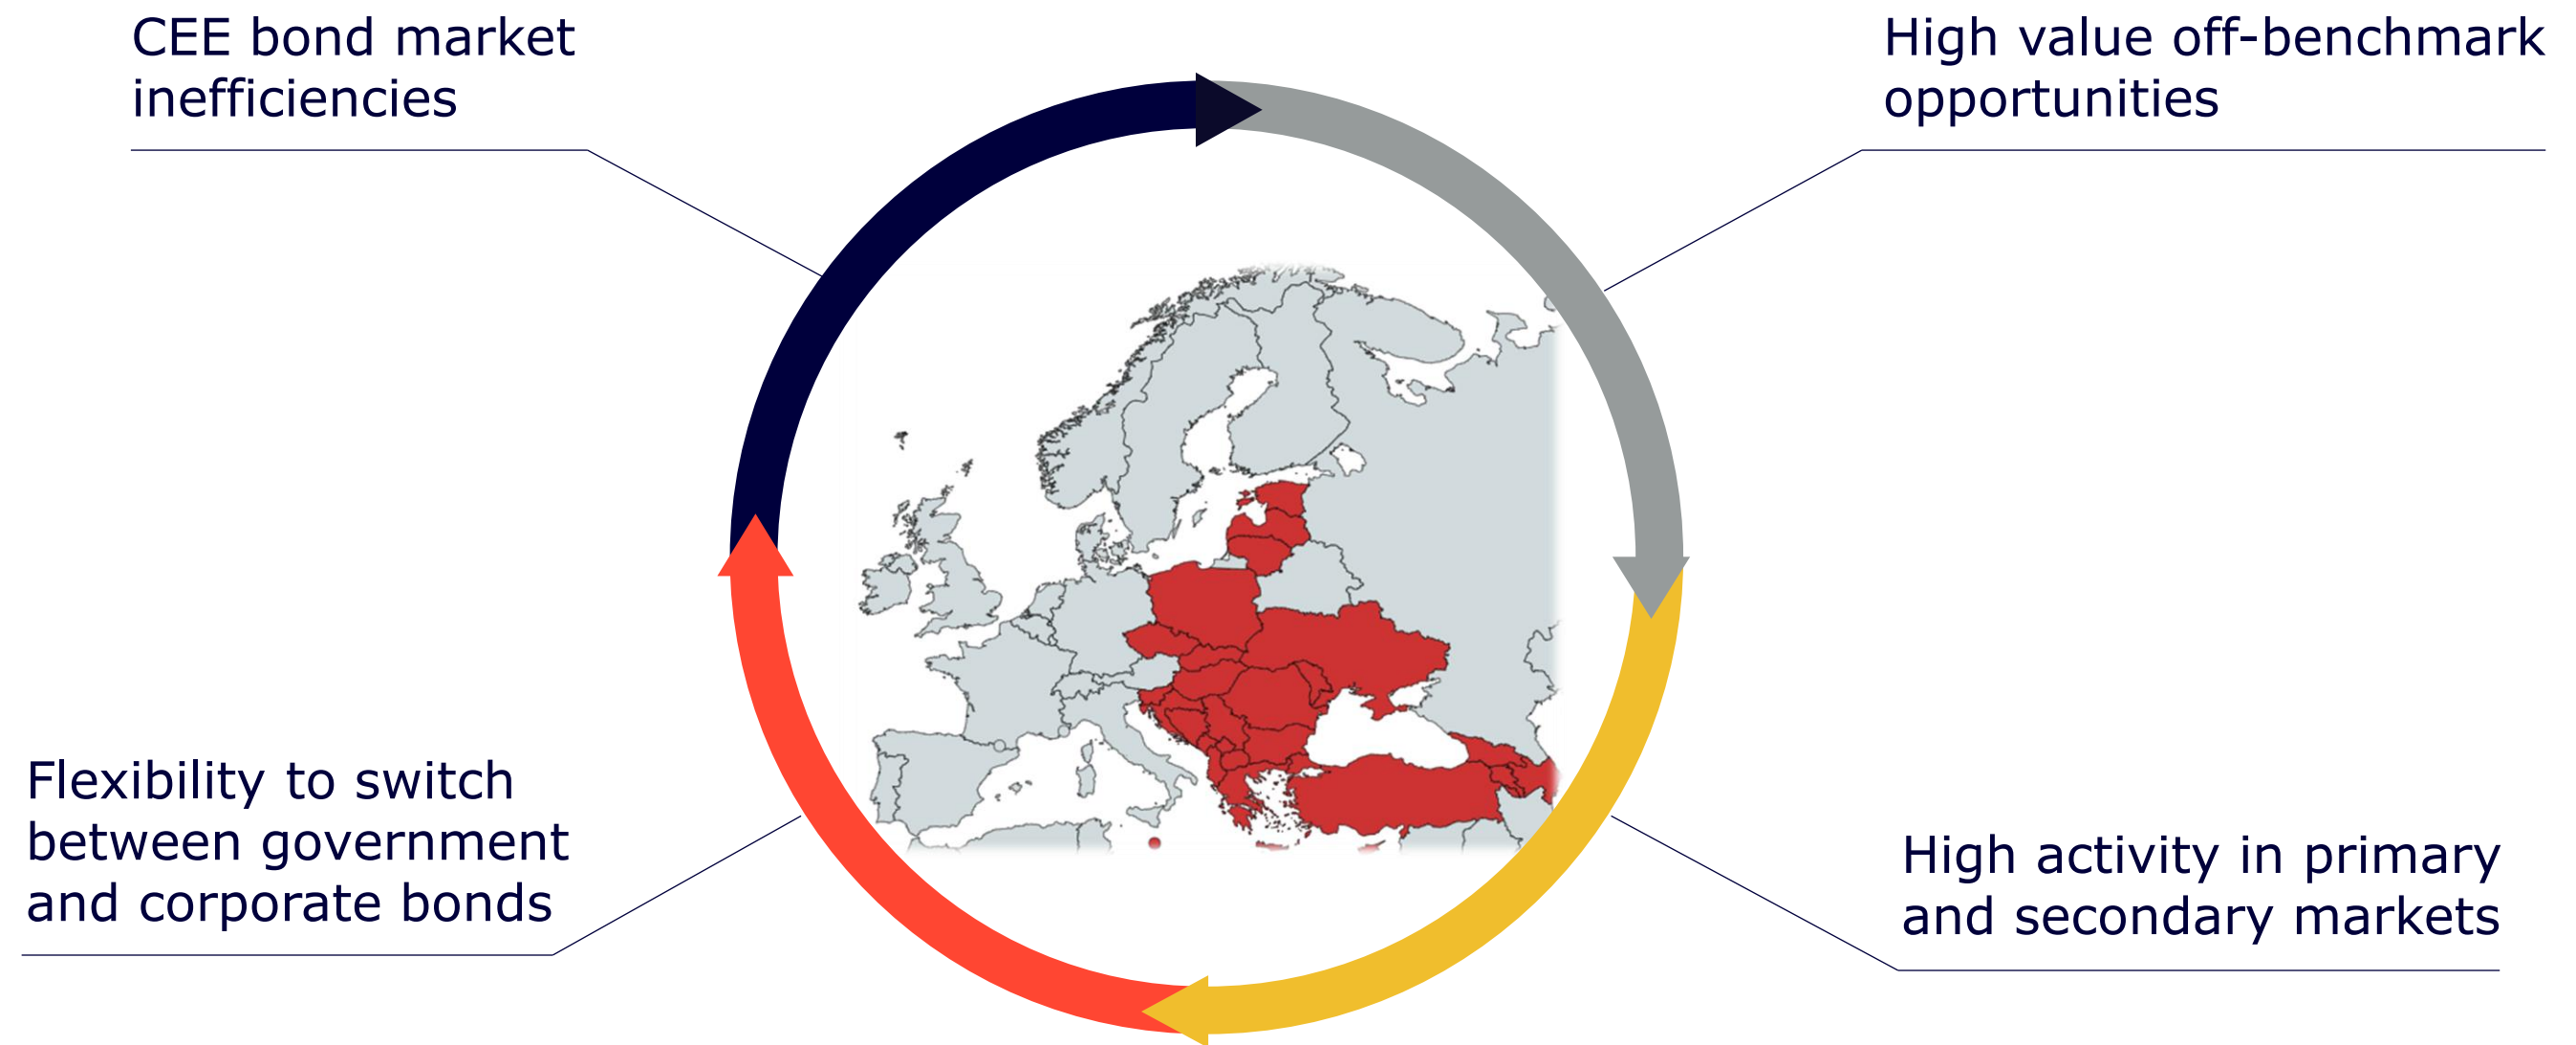 CEE bond market
inefficiencies
High value off-benchmark
opportunities
Flexibility to switch
between government
and corporate bonds
High activity in primary
and secondary markets